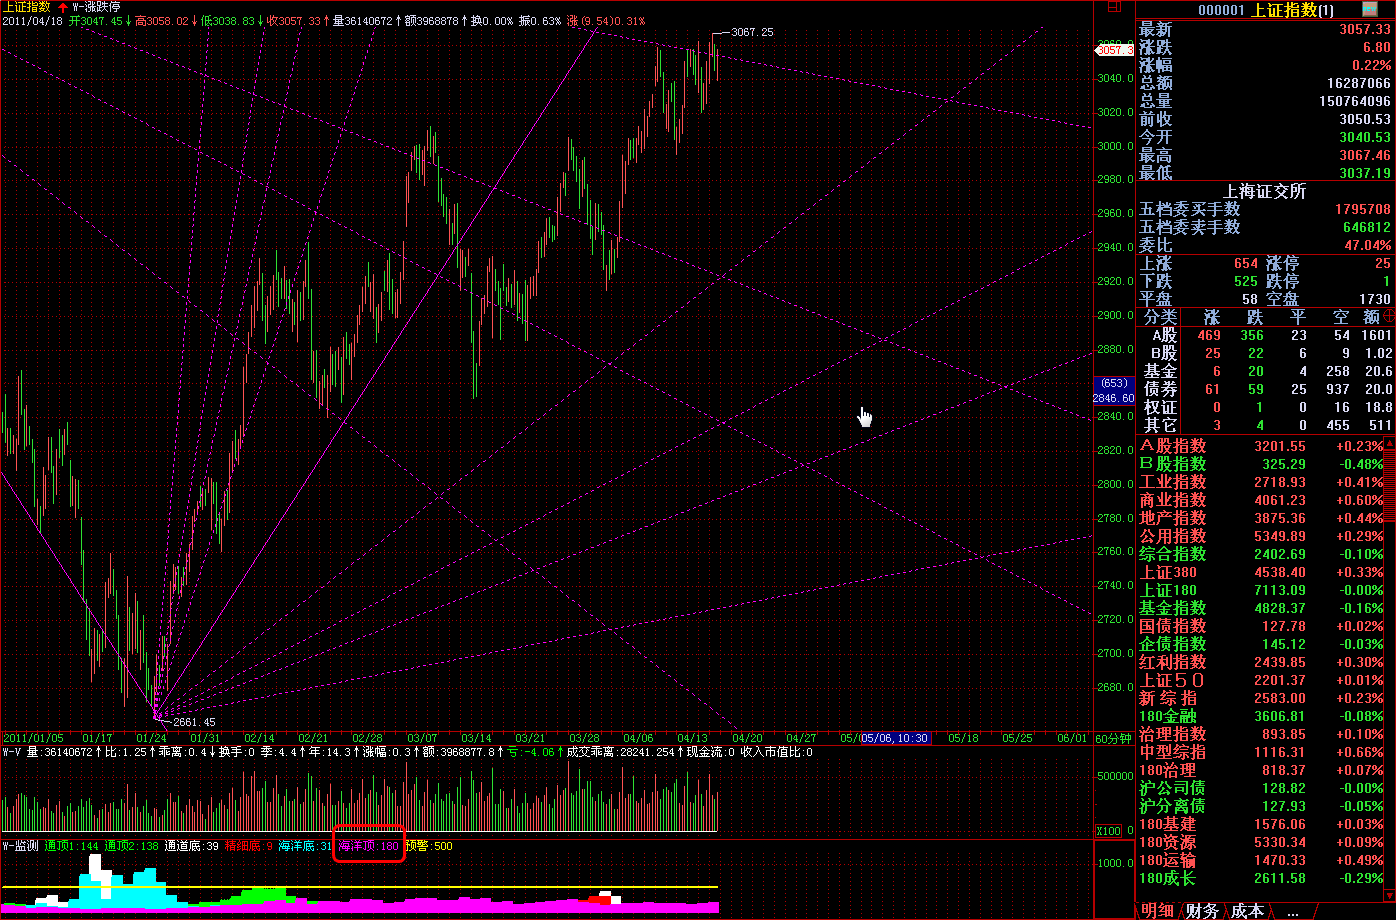 上证指数 W-涨跌停
2011/04/18 开3047.45↓高3058.02→低3038.83↓收3057.33↑量36140672↑额3968878↑换0.00% 振0.63% 涨(9.54)0.31%
3067.25
2661.45
3057.3
3040.0
3020.0
3000.0
2980.0
2960.0
2940.0
2920.0
2900.0
2880.0
(653)
2846.60
2840.0
2820.0
2800.0
2780.0
2760.0
2740.0
2720.0
2700.0
2680.0
2011/01/05 01/17 01/24 01/31 02/14 02/21 02/28 03/07 03/14 03/21 03/28 04/06 04/13 04/20 04/27 05/06,10:30 05/18 05/25 06/01 60分钟
W-V 量:36140672↑比:1.25↑乖离:0.4↓换手:0 季:4.4↑年:14.3↑涨幅:0.3↑额:3968877.8↑亏:-4.06↑成交乖离:28241.254↑现金流:0 收入市值比:0
500000
X100 0
W-监测 通顶1:144 通顶2:138 通道底:39 精细底:9 海洋底:31 海洋顶:180 预警:500
1000.0
000001 上证指数(1)
最新 3057.33
涨跌 6.80
涨幅 0.22%
总额 16287066
总量 150764096
前收 3050.53
今开 3040.53
最高 3067.46
最低 3037.19
上海证交所
五档委买手数 1795708
五档委卖手数 646812
委比 47.04%
上涨 654 涨停 25
下跌 525 跌停 1
平盘 58 空盘 1730
分类 涨 跌 平 空 额
A股 469 356 23 54 1601
B股 25 22 6 9 1.02
基金 6 20 4 258 20.6
债券 61 59 25 937 20.0
权证 0 1 0 16 18.8
其它 3 4 0 455 511
A股指数 3201.55 +0.23%
B股指数 325.29 -0.48%
工业指数 2718.93 +0.41%
商业指数 4061.23 +0.60%
地产指数 3875.36 +0.44%
公用指数 5349.89 +0.29%
综合指数 2402.69 -0.10%
上证380 4538.40 +0.33%
上证180 7113.09 -0.00%
基金指数 4828.37 -0.16%
国债指数 127.78 +0.02%
企债指数 145.12 -0.03%
红利指数 2439.85 +0.30%
上证50 2201.37 +0.01%
新综指 2583.00 +0.23%
180金融 3606.81 -0.08%
治理指数 893.85 +0.10%
中型综指 1116.31 +0.66%
180治理 818.37 +0.07%
沪公司债 128.82 -0.00%
沪分离债 127.93 -0.05%
180基建 1576.06 +0.03%
180资源 5330.34 +0.09%
180运输 1470.33 +0.49%
180成长 2611.58 -0.29%
明细 财务 成本 ...